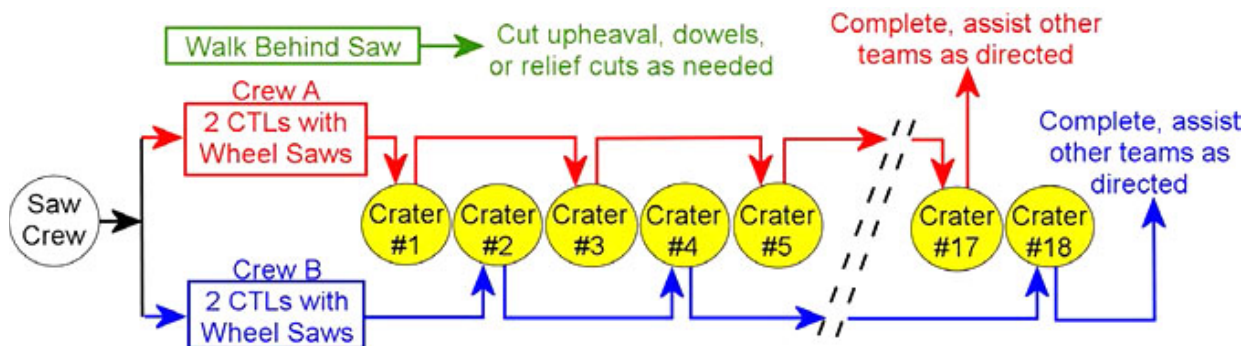 Walk Behind Saw
Cut upheaval, dowels,
or relief cuts as needed
Complete, assist other
teams as directed
Crew A
2 CTLs with
Wheel Saws
Complete, assist
other teams as
directed
Saw
Crew
Crater
#1
Crater
#2
Crater
#3
Crater
#4
Crater
#5
Crater
#17
Crater
#18
Crew B
2 CTLs with
Wheel Saws